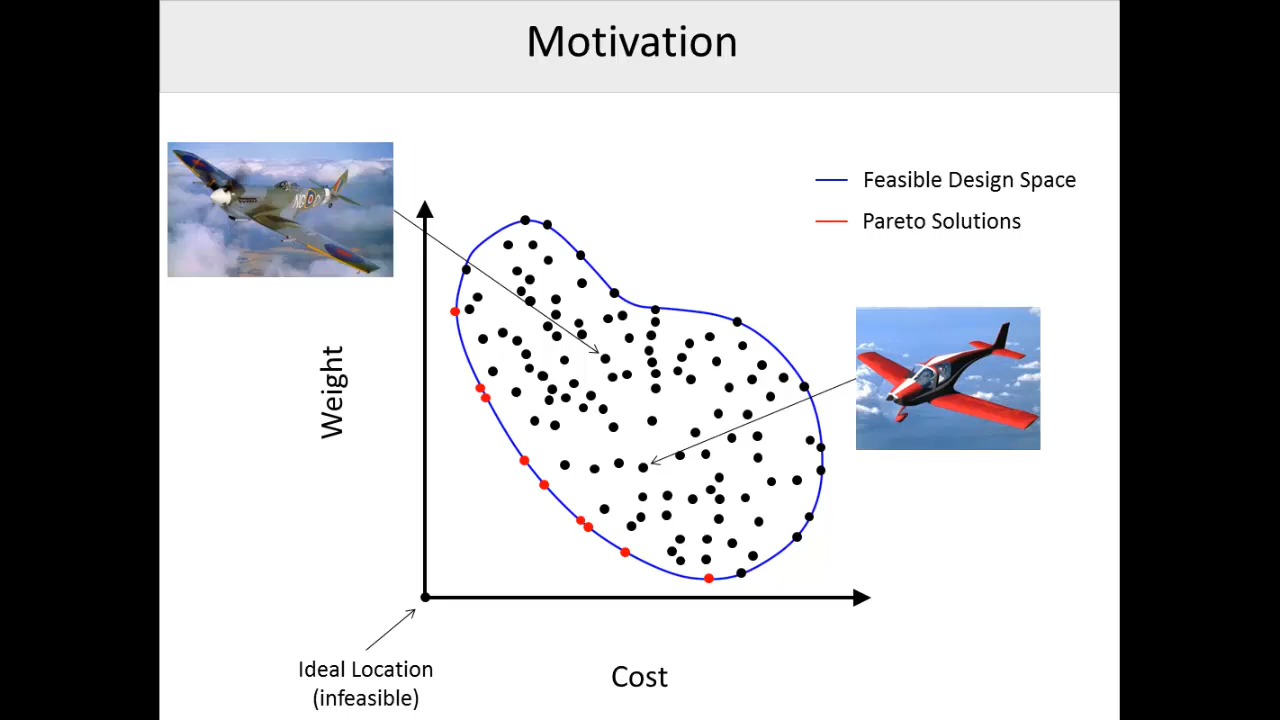 Motivation
Feasible Design Space
Pareto Solutions
Weight
Ideal Location
(infeasible)
Cost